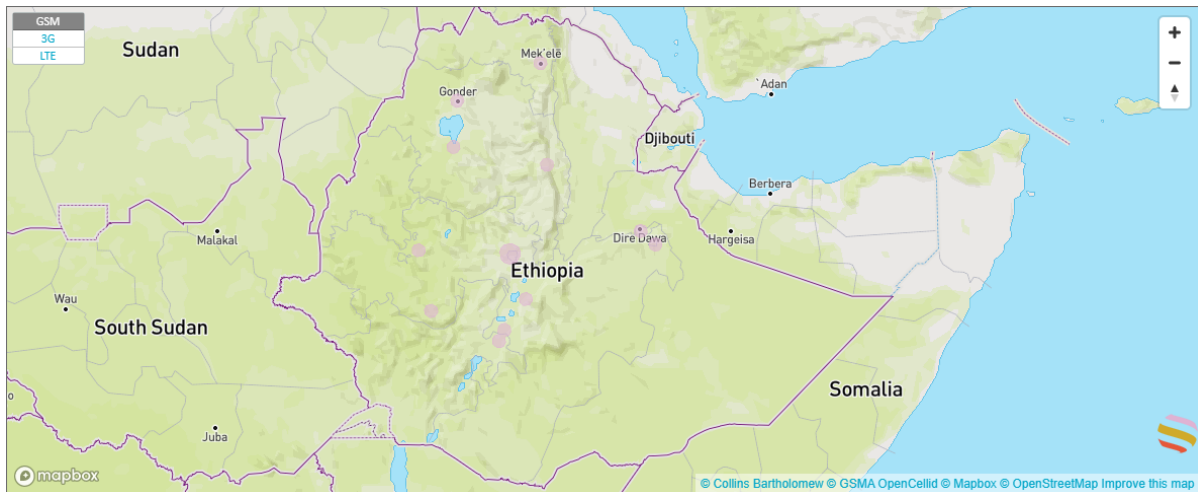 GSM
3G
LTE
Sudan
Mek'elē
Gonder
`Adan
Djibouti
Berbera
Malakal
Dire Dawa
Hargeisa
Ethiopia
Wau
South Sudan
Somalia
o
Juba
mapbox
© Collins Bartholomew © GSMA OpenCellid © Mapbox © OpenStreetMap Improve this map